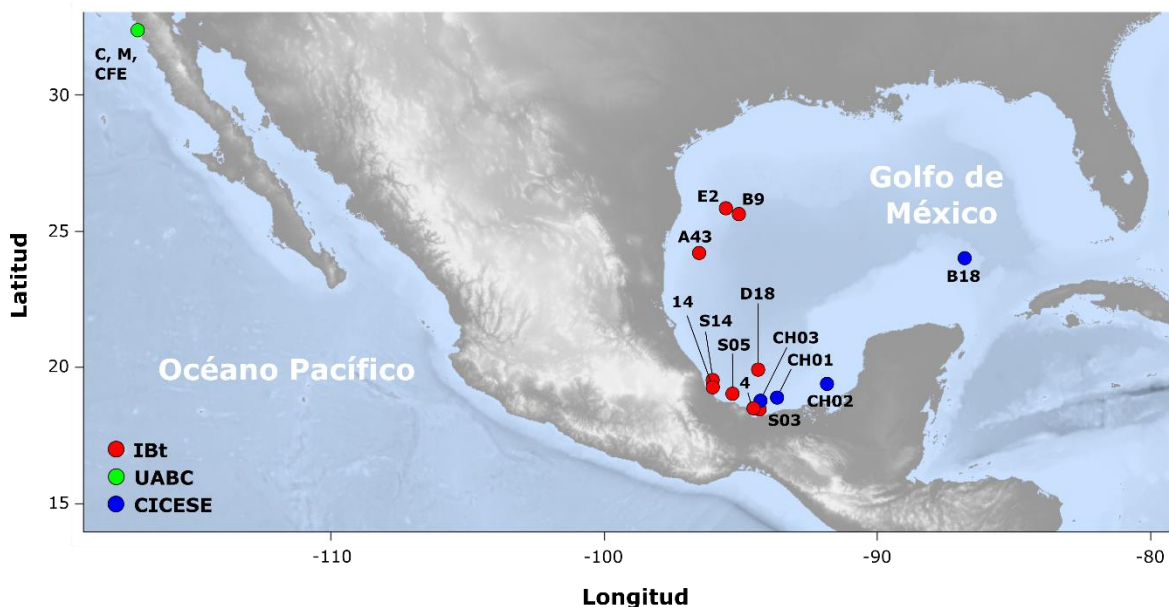 C, M,
CFE
30
25
20
15
Latitud
E2
B9
A43
Golfo de
México
B18
D18
14
S14
S05
CH03
CH01
4
CH02
S03
Océano Pacífico
IBt
UABC
CICESE
-110
-100
-90
-80
Longitud